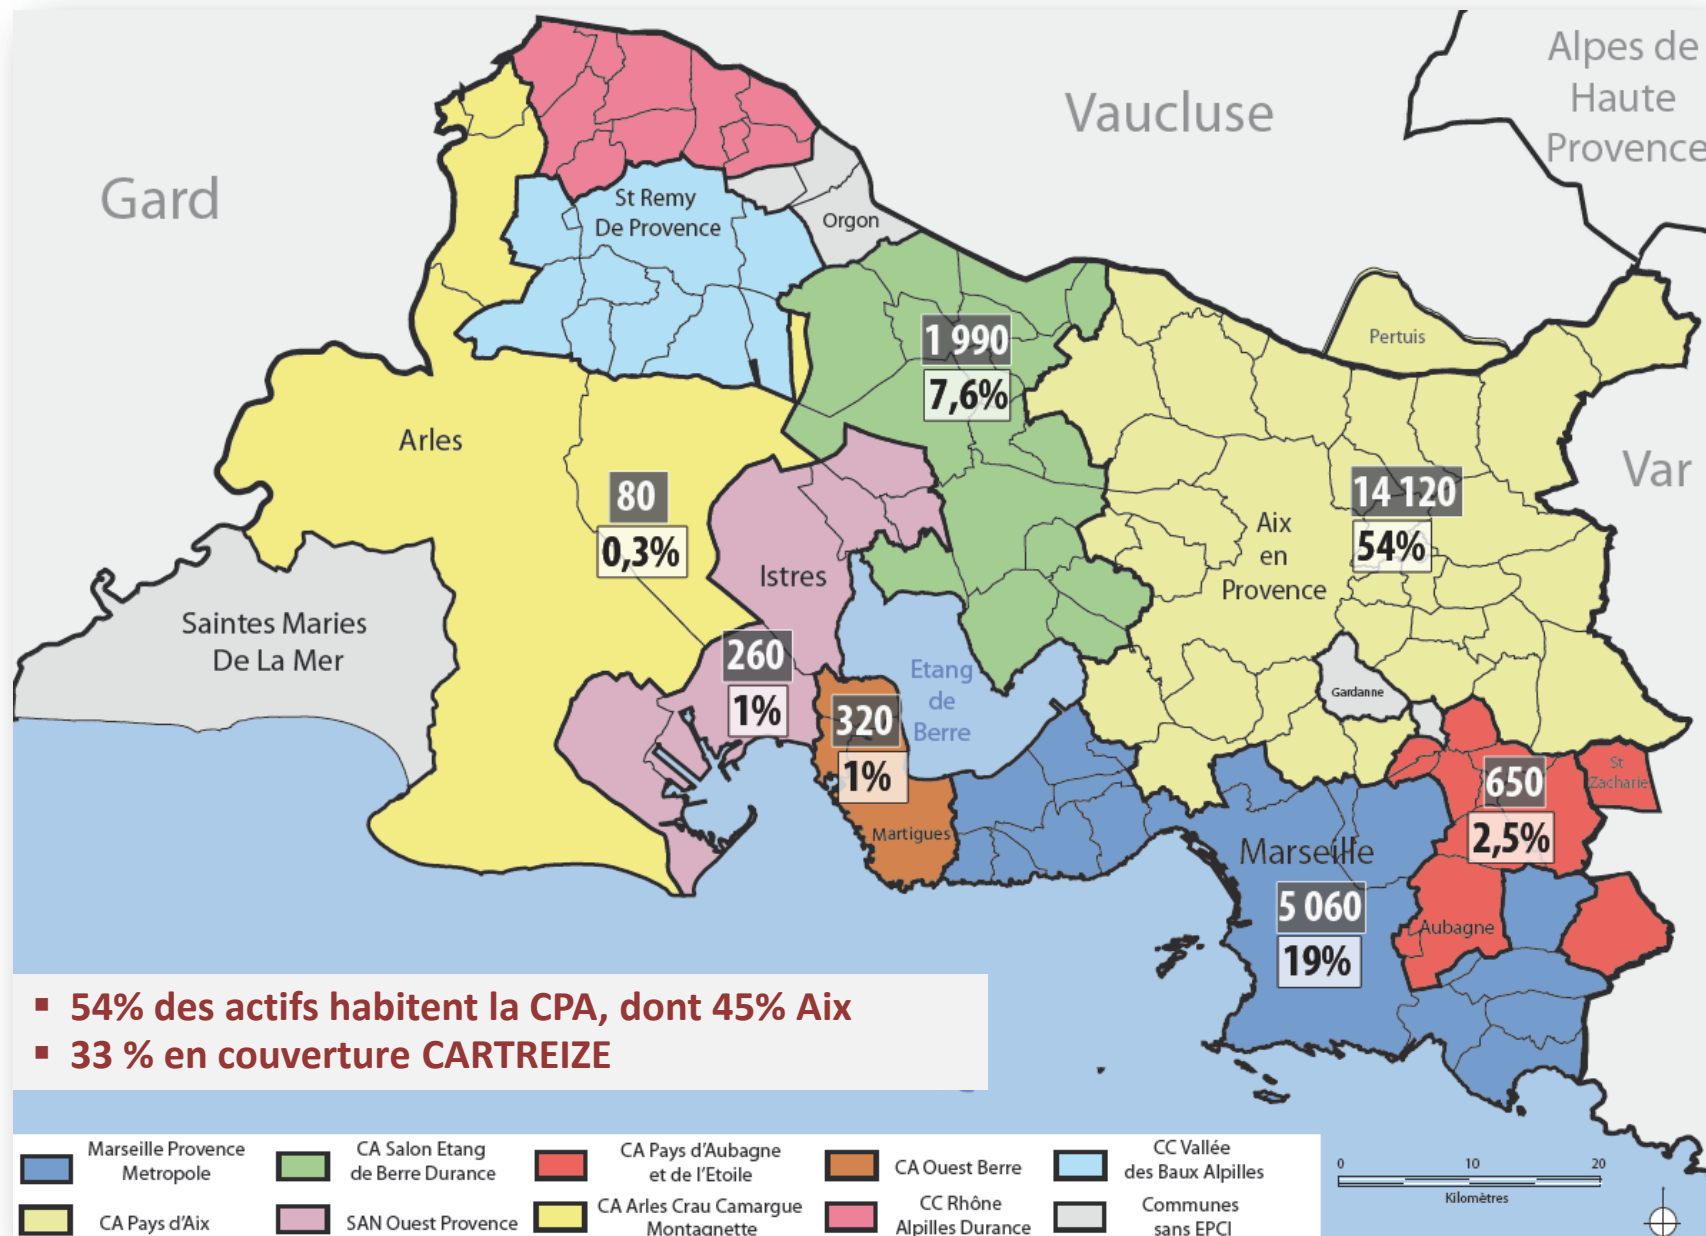 Alpes de
Haute
Provence
Vaucluse
Gard
St Remy
De Provence
Orgon
1 990
7,6%
Pertuis
Arles
Var
80
0,3%
14 120
54%
Aix
en
Provence
Istres
Saintes Maries
De La Mer
260
1%
Etang
de
Berre
Gardanne
320
1%
650
2,5%
St
Zacharie
Martigues
Marseille
5 060
19%
Aubagne
▪ 54% des actifs habitent la CPA, dont 45% Aix
▪ 33 % en couverture CARTREIZE
Marseille Provence
Metropole
CA Salon Etang
de Berre Durance
CA Pays d'Aubagne
et de l'Etoile
CA Ouest Berre
CC Vallée
des Baux Alpilles
CA Pays d'Aix
SAN Ouest Provence
CA Arles Crau Camargue
Montagnette
CC Rhône
Alpilles Durance
Communes
sans EPCI
0 10 20
Kilomètres